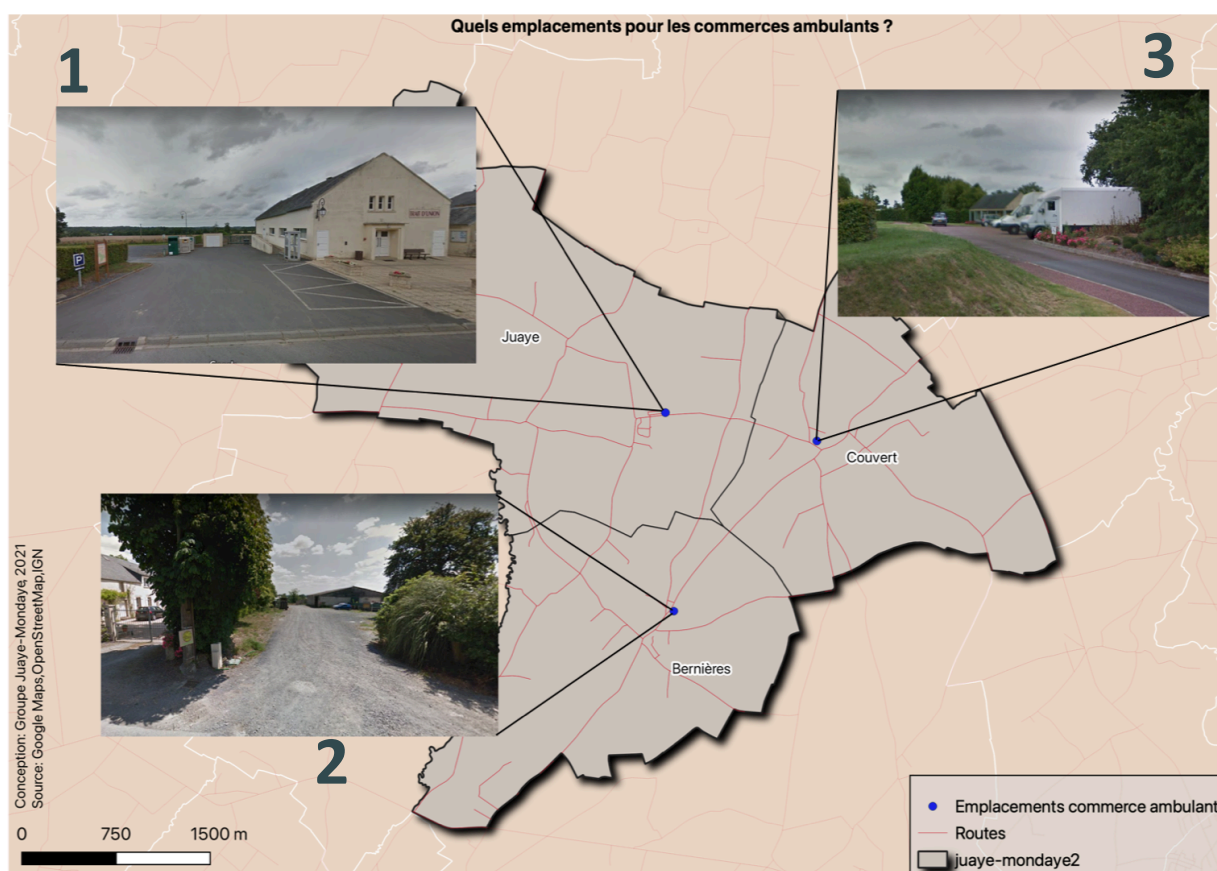 Quels emplacements pour les commerces ambulants ?
1
3
P
Juaye
Couvert
2
Bernières
Conception: Groupe Juaye-Mondaye, 2021
Source: Google Maps,OpenStreetMap,IGN
0 750 1500 m
Emplacements commerce ambulant
Routes
juaye-mondaye2